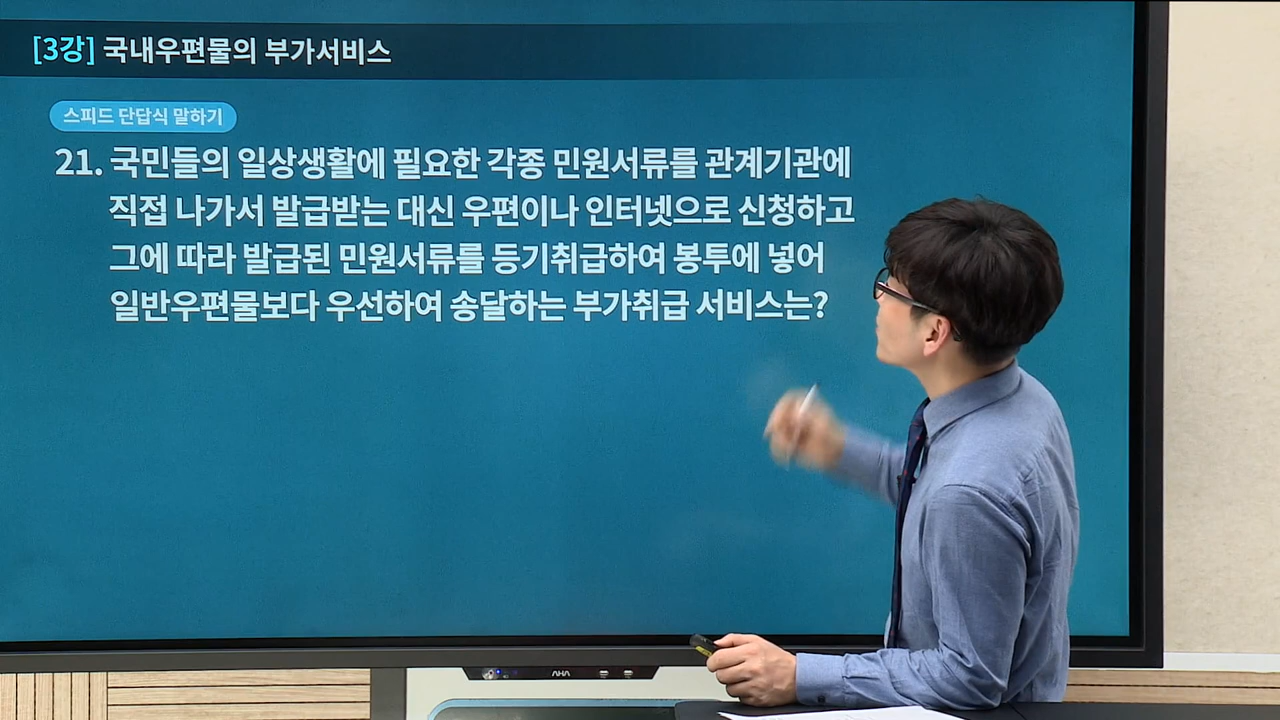 [3강] 국내우편물의 부가서비스
스피드 단답식 말하기
21. 국민들의 일상생활에 필요한 각종 민원서류를 관계기관에
직접 나가서 발급받는 대신 우편이나 인터넷으로 신청하고
그에 따라 발급된 민원서류를 등기취급하여 봉투에 넣어
일반우편물보다 우선하여 송달하는 부가취급 서비스는?
AHA